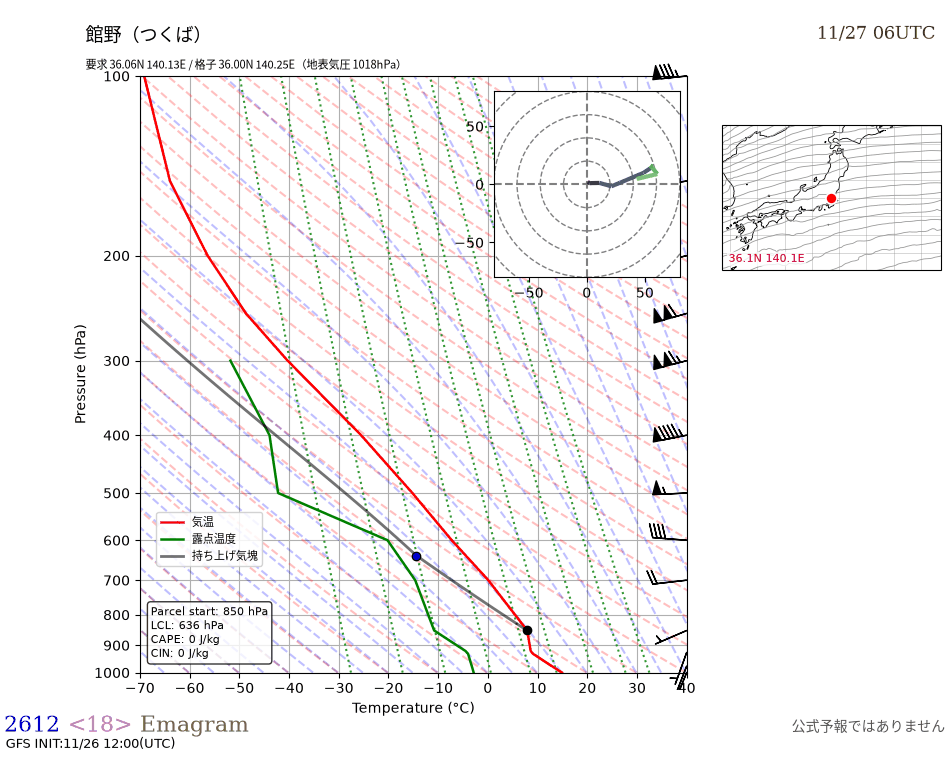 館野（つくば）
11/27 06UTC
要求 36.06N 140.13E / 格子 36.00N 140.25E（地表気圧 1018hPa）
100
200
300
400
500
600
700
800
900
1000
Pressure (hPa)
−70 −60 −50 −40 −30 −20 −10 0 10 20 30 40
Temperature (°C)
50
0
−50
−50 0 50
気温
露点温度
持ち上げ気塊
Parcel start: 850 hPa
LCL: 636 hPa
CAPE: 0 J/kg
CIN: 0 J/kg
36.1N 140.1E
2612 <18> Emagram
GFS INIT:11/26 12:00(UTC)
公式予報ではありません